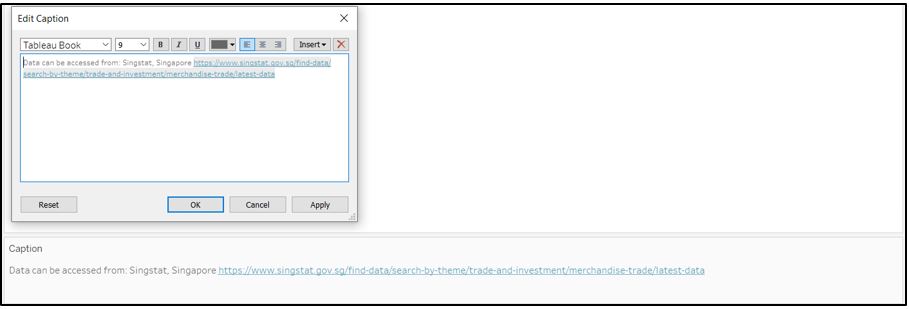 Edit Caption
Tableau Book 9 B I U Insert
Data can be accessed from: Singstat, Singapore https://www.singstat.gov.sg/find-data/
search-by-theme/trade-and-investment/merchandise-trade/latest-data
Reset OK Cancel Apply
Caption
Data can be accessed from: Singstat, Singapore https://www.singstat.gov.sg/find-data/search-by-theme/trade-and-investment/merchandise-trade/latest-data